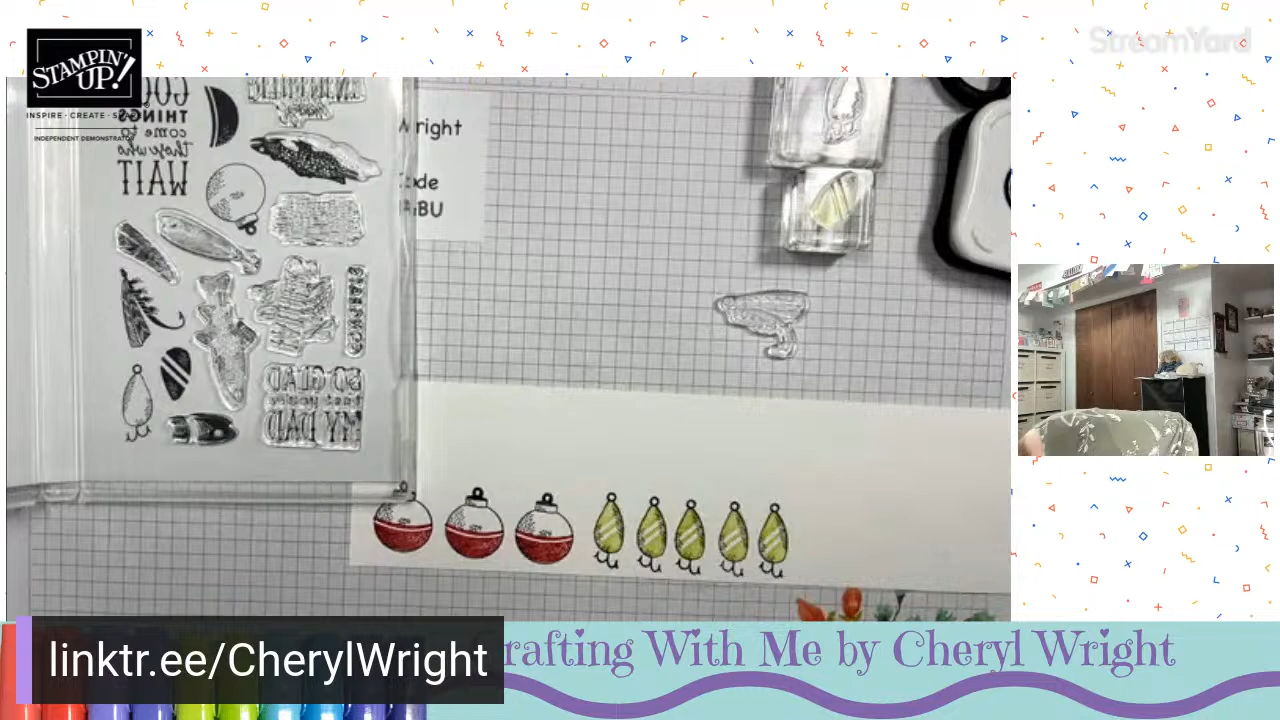 STAMPIN' UP!
INSPIRE · CREATE · SHARE
INDEPENDENT DEMONSTRATOR
StreamYard
GOOD
THINGS
come to
those who
WAIT
Wright
Code
SO GLAD
MY DAD
linktr.ee/CherylWright
rafting With Me by Cheryl Wright